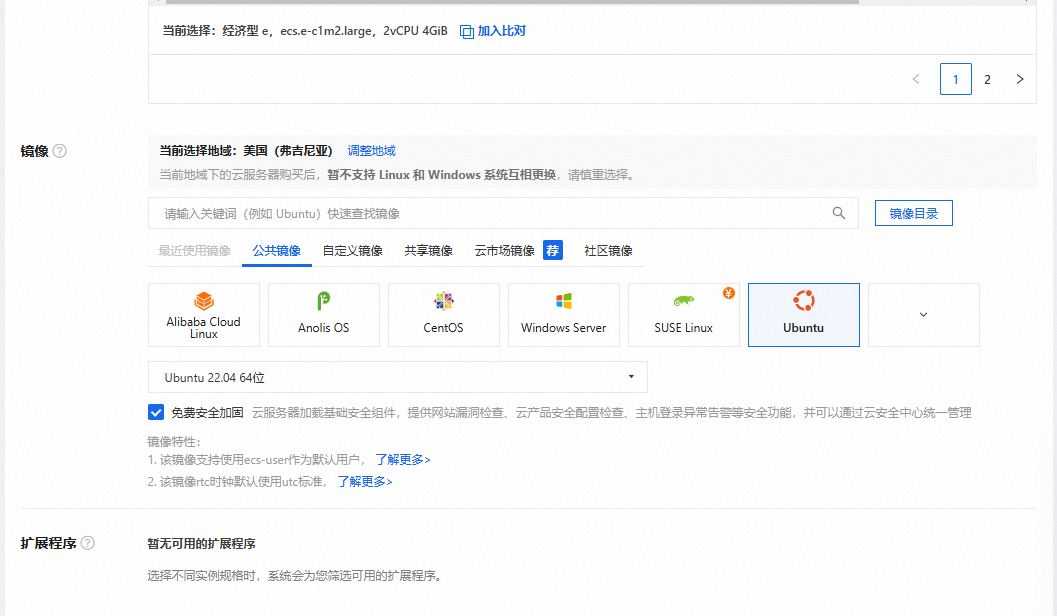 当前选择：经济型 e，ecs.e-c1m2.large，2vCPU 4GiB 加入比对
1 2
镜像
当前选择地域：美国（弗吉尼亚） 调整地域
当前地域下的云服务器购买后，暂不支持 Linux 和 Windows 系统互相更换，请慎重选择。
请输入关键词（例如 Ubuntu）快速查找镜像
镜像目录
最近使用镜像 公共镜像 自定义镜像 共享镜像 云市场镜像 荐 社区镜像
Alibaba Cloud Linux
Anolis OS
CentOS
Windows Server
¥
SUSE Linux
Ubuntu
Ubuntu 22.04 64位
免费安全加固 云服务器加载基础安全组件，提供网站漏洞检查、云产品安全配置检查、主机登录异常告警等安全功能，并可以通过云安全中心统一管理
镜像特性：
1. 该镜像支持使用ecs-user作为默认用户， 了解更多>
2. 该镜像rtc时钟默认使用utc标准， 了解更多>
扩展程序
暂无可用的扩展程序
选择不同实例规格时，系统会为您筛选可用的扩展程序。